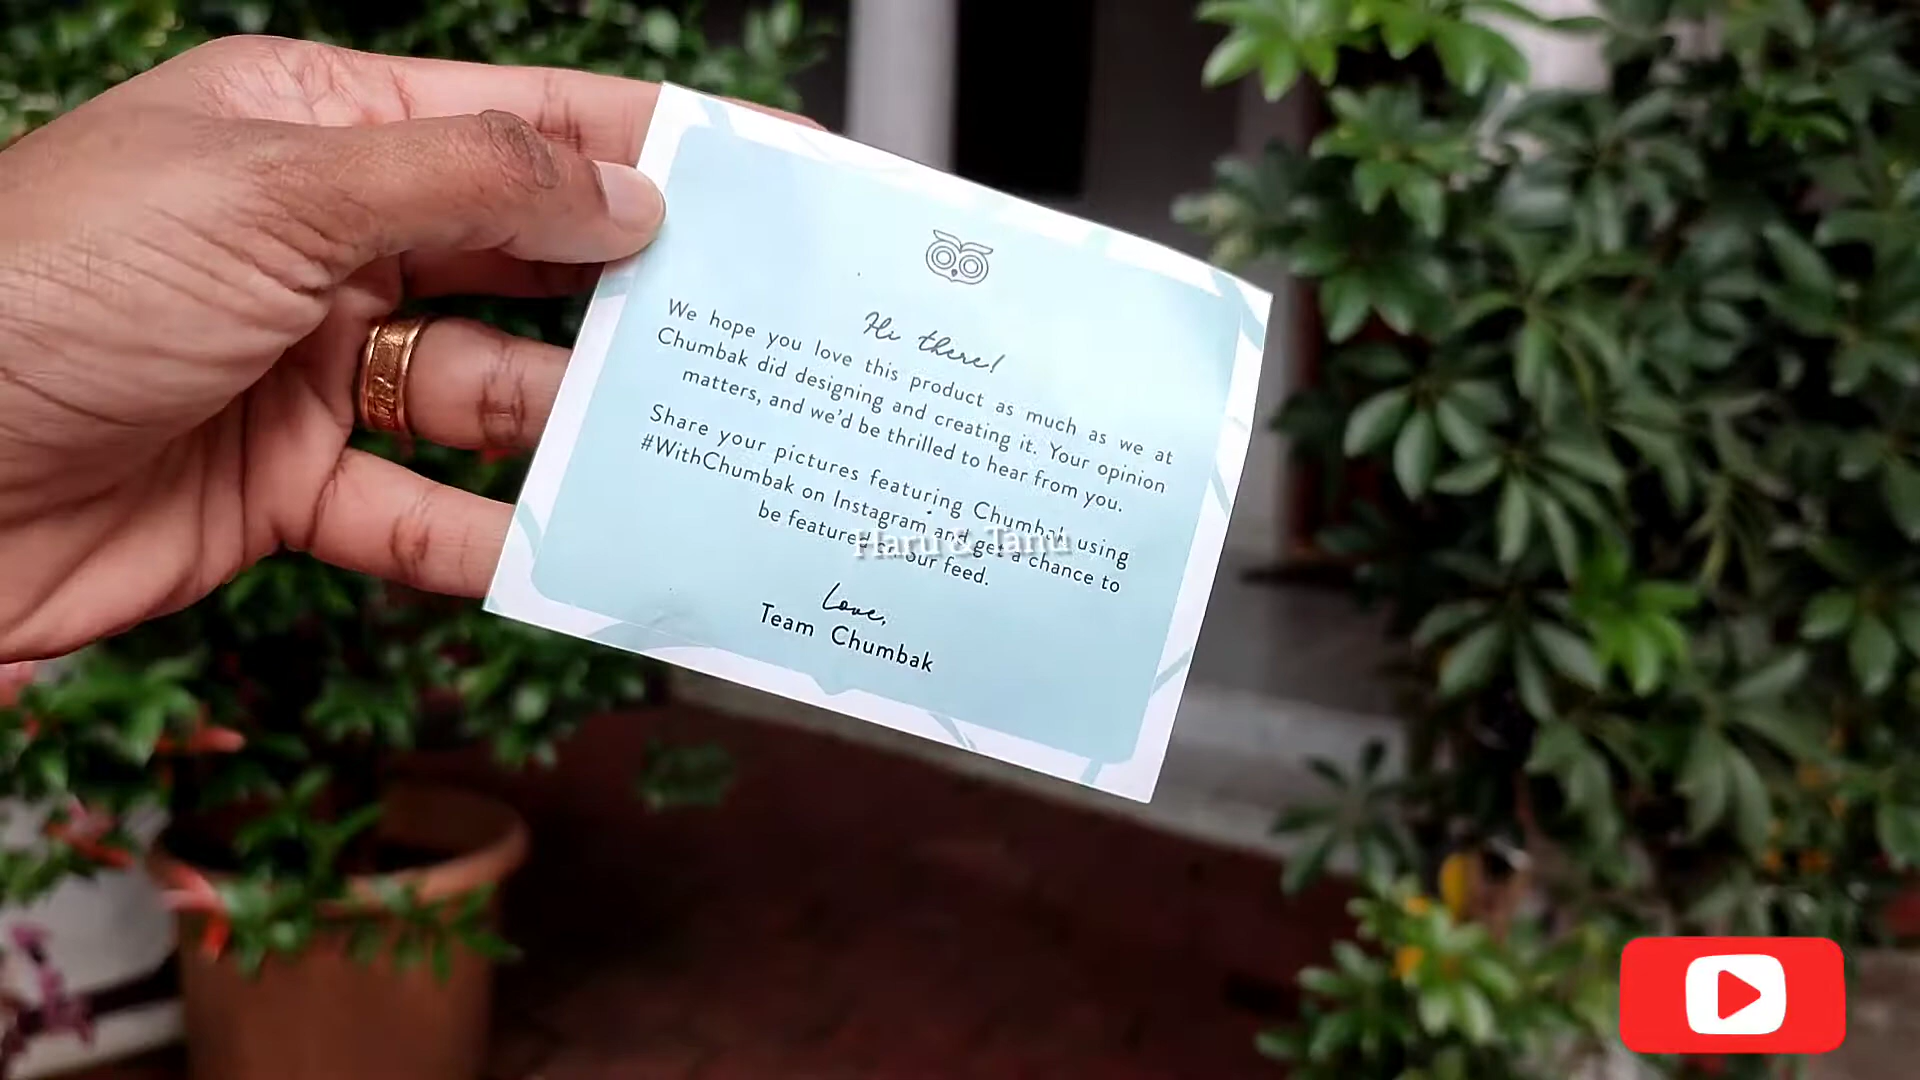 Hi there!
We hope you love this product as much as we at
Chumbak did designing and creating it. Your opinion
matters, and we'd be thrilled to hear from you.
Share your pictures featuring Chumbak using
#WithChumbak on Instagram and get a chance to
be featured on our feed.
Haru & Tanu
Love,
Team Chumbak